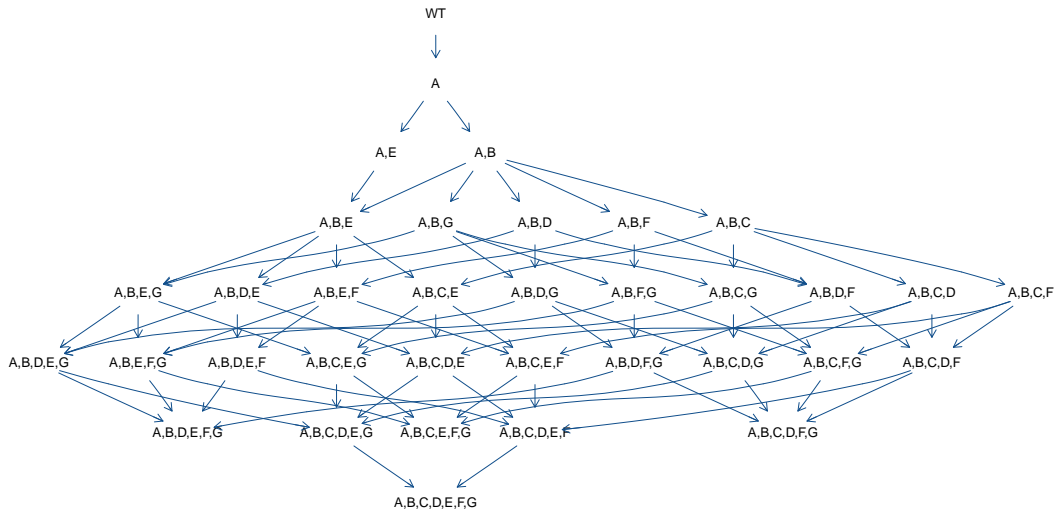 WT
A
A,E A,B
A,B,E A,B,G A,B,D A,B,F A,B,C
A,B,E,G A,B,D,E A,B,E,F A,B,C,E A,B,D,G A,B,F,G A,B,C,G A,B,D,F A,B,C,D A,B,C,F
A,B,D,E,G A,B,E,F,G A,B,D,E,F A,B,C,E,G A,B,C,D,E A,B,C,E,F A,B,D,F,G A,B,C,D,G A,B,C,F,G A,B,C,D,F
A,B,D,E,F,G A,B,C,D,E,G A,B,C,E,F,G A,B,C,D,E,F A,B,C,D,F,G
A,B,C,D,E,F,G